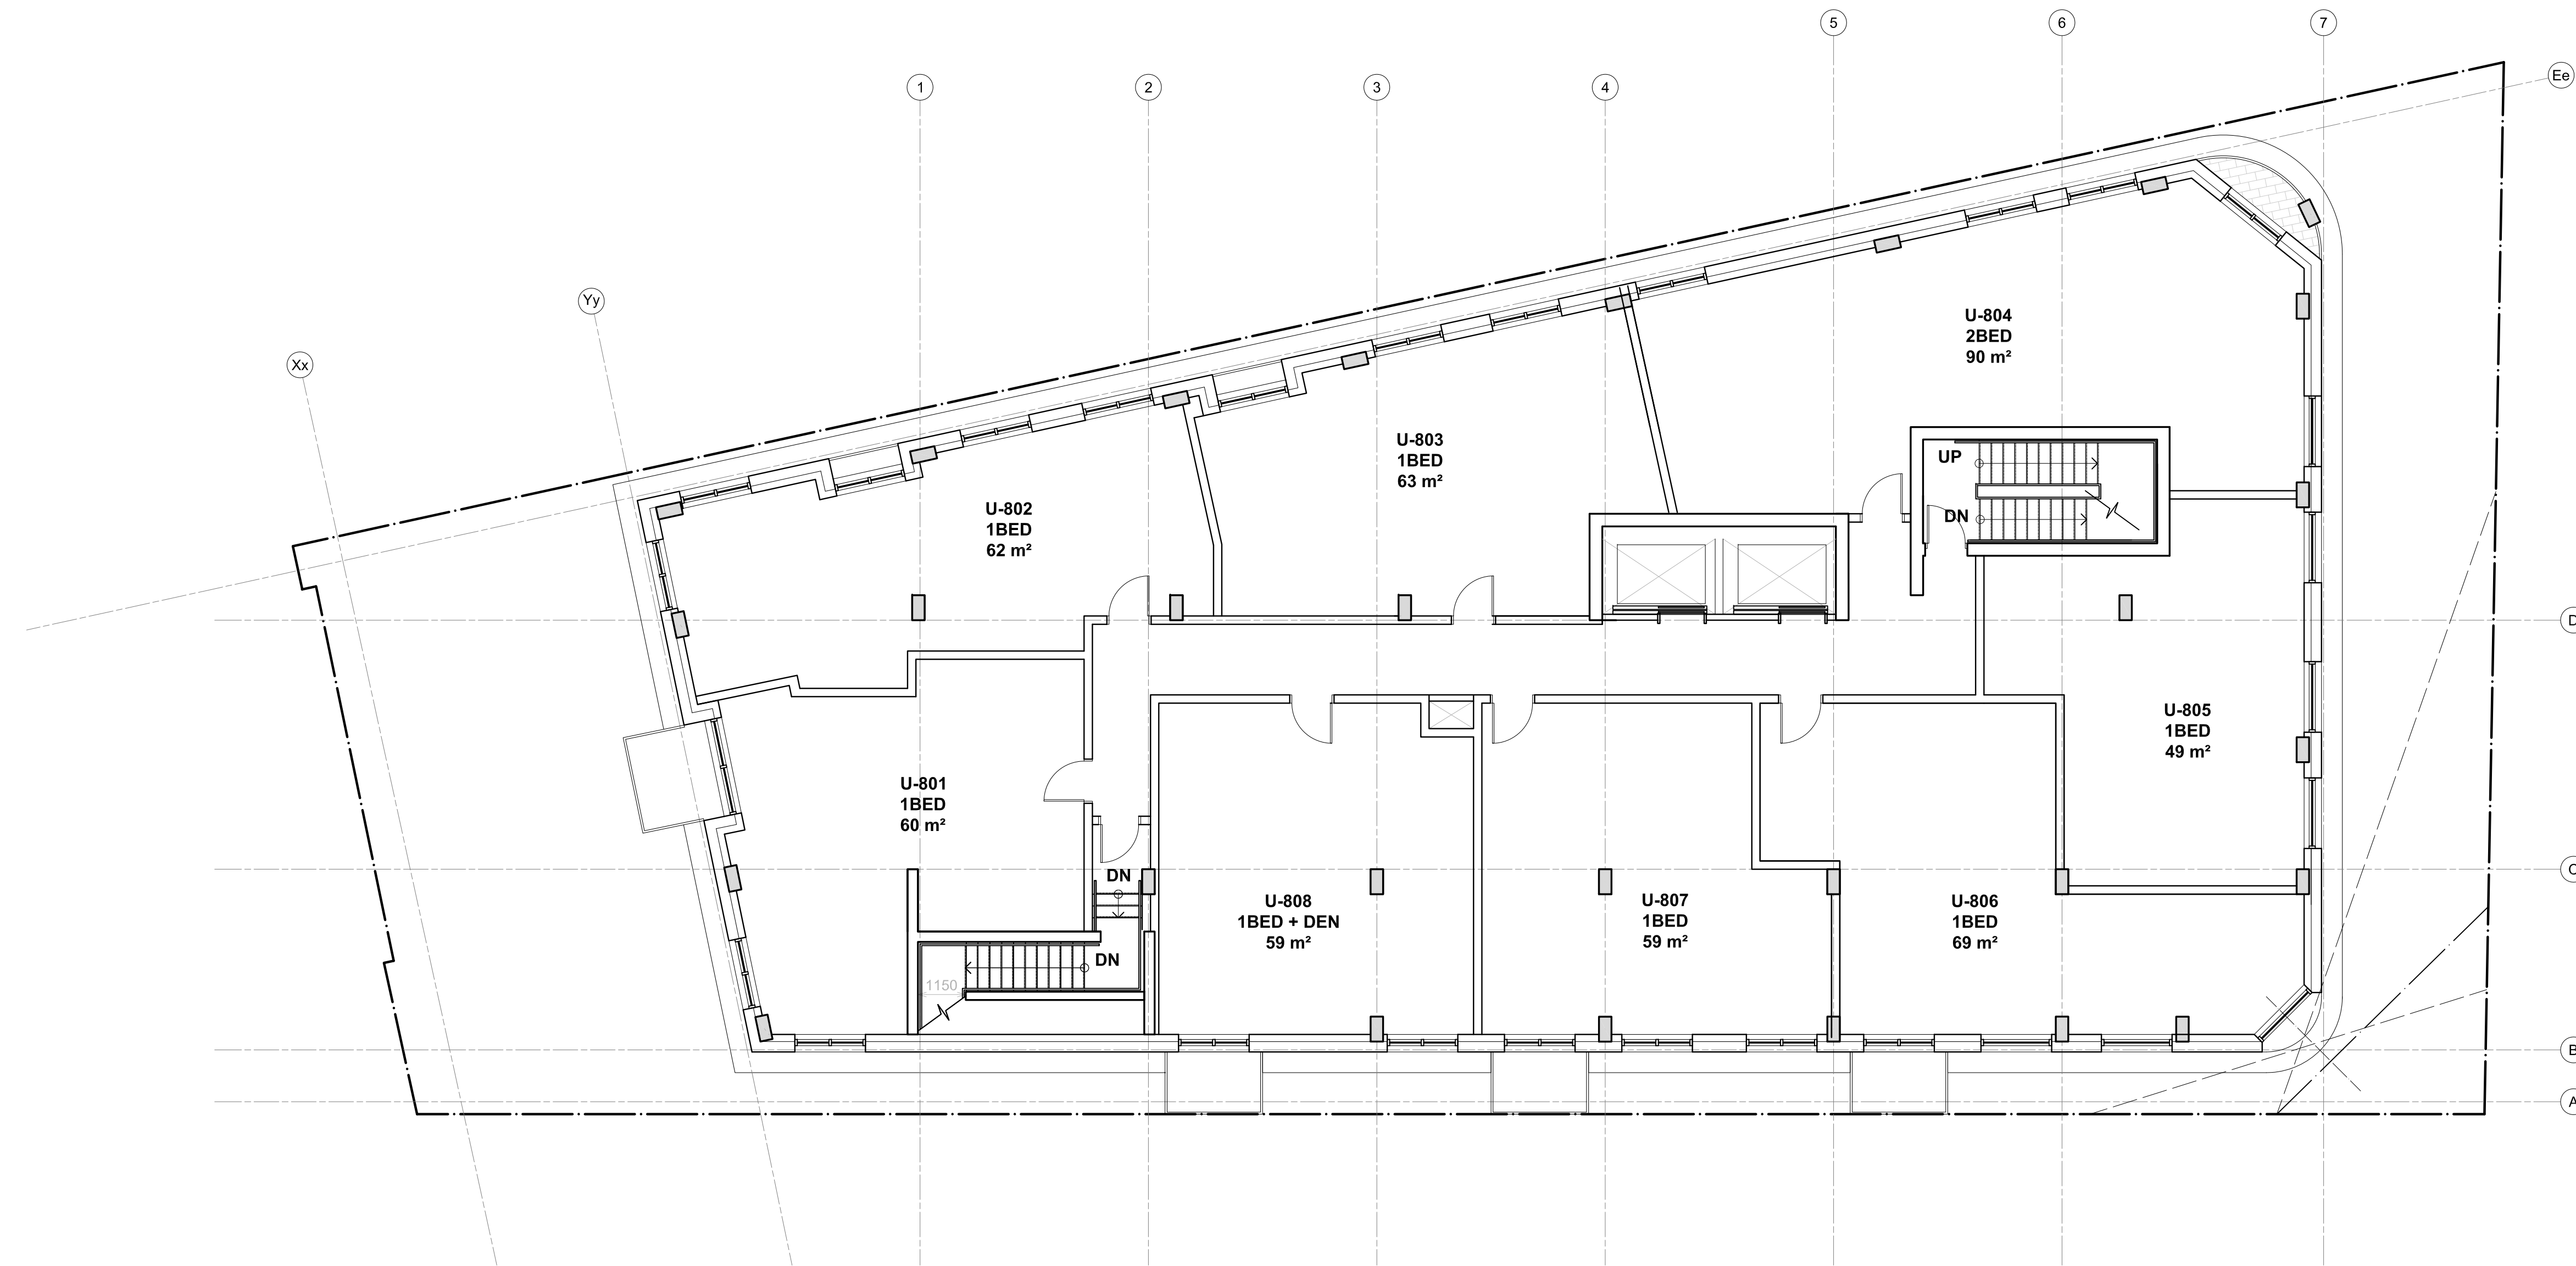 5
6
7
Ee
1
2
3
4
Yy
Xx
U-804
2BED
90 m²
U-803
1BED
63 m²
UP
DN
U-802
1BED
62 m²
D
U-805
1BED
49 m²
U-801
1BED
60 m²
C
DN
U-808
1BED + DEN
59 m²
U-807
1BED
59 m²
U-806
1BED
69 m²
DN
1150
B
A